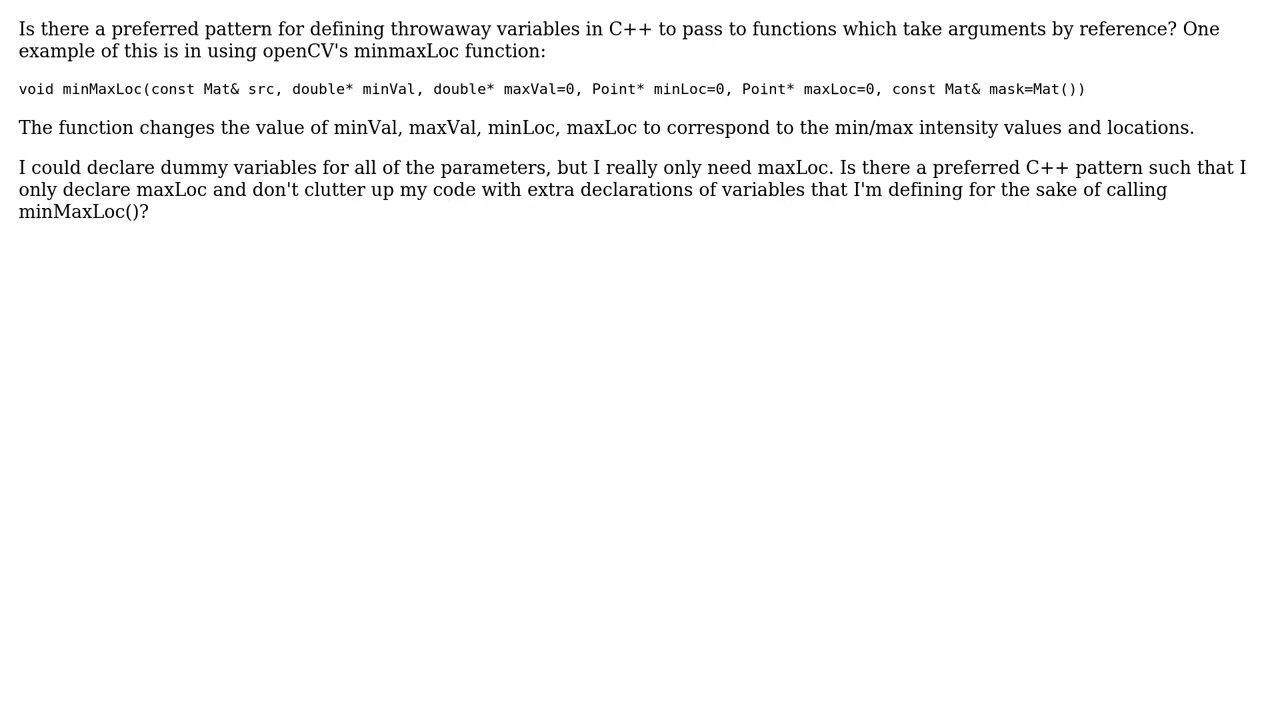 Is there a preferred pattern for defining throwaway variables in C++ to pass to functions which take arguments by reference? One
example of this is in using openCV's minmaxLoc function:
void minMaxLoc(const Mat& src, double* minVal, double* maxVal=0, Point* minLoc=0, Point* maxLoc=0, const Mat& mask=Mat())
The function changes the value of minVal, maxVal, minLoc, maxLoc to correspond to the min/max intensity values and locations.
I could declare dummy variables for all of the parameters, but I really only need maxLoc. Is there a preferred C++ pattern such that I
only declare maxLoc and don't clutter up my code with extra declarations of variables that I'm defining for the sake of calling
minMaxLoc()?